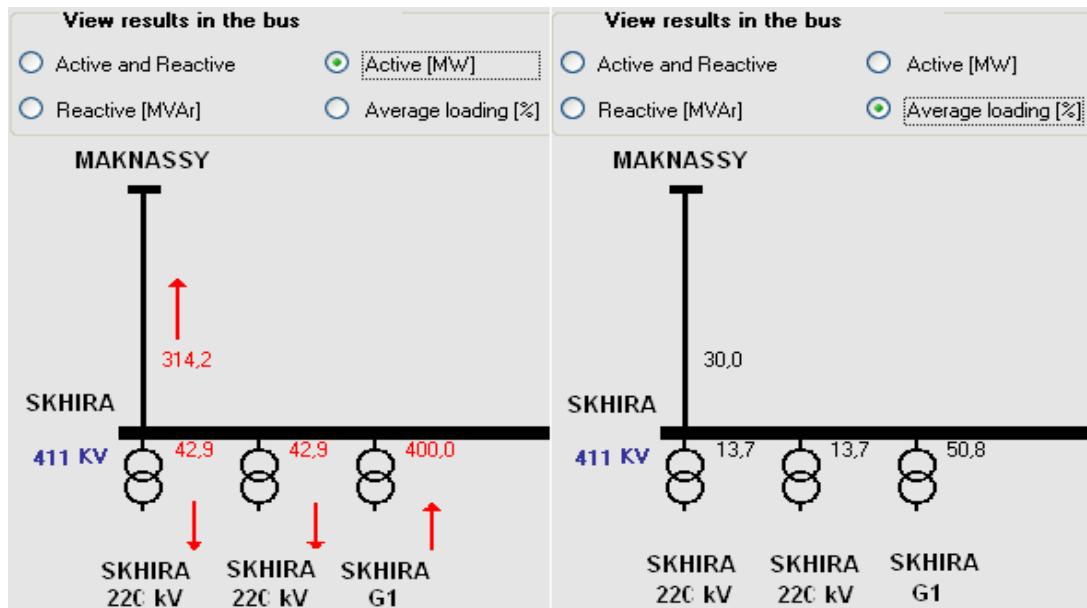 View results in the bus
Active and Reactive
Active [MW]
Reactive [MVAr]
Average loading [%]
MAKNASSY
314,2
SKHIRA
411 KV
42,9
42,9
400,0
SKHIRA
220 kV
SKHIRA
220 kV
SKHIRA
G1
View results in the bus
Active and Reactive
Active [MW]
Reactive [MVAr]
Average loading [%]
MAKNASSY
30,0
SKHIRA
411 KV
13,7
13,7
50,8
SKHIRA
220 kV
SKHIRA
220 kV
SKHIRA
G1